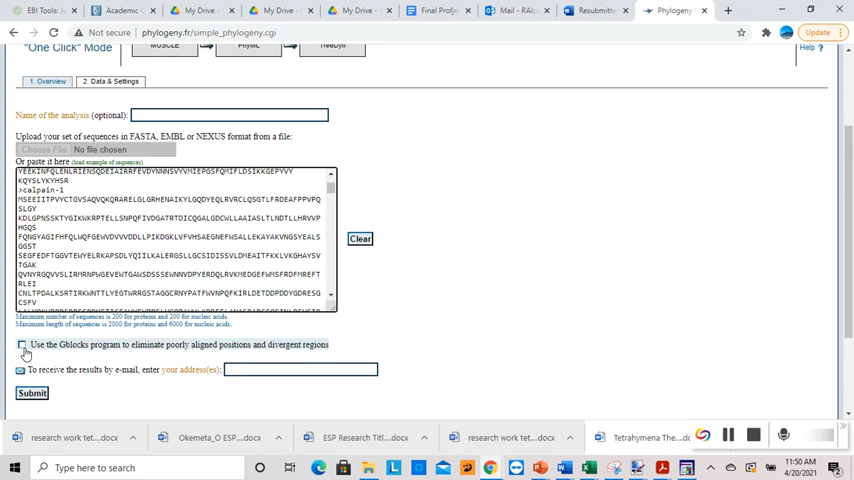 EBI Tools: Je
Academic C
My Drive -
My Drive -
My Drive -
Final Profje
Mail - RAlo
Resubmitte
Phylogeny.f
Not secure phylogeny.fr/simple_phylogeny.cgi
Update
"One Click" Mode
MUSCLE
PhyML
TreeDyn
Help ?
1. Overview
2. Data & Settings
Name of the analysis (optional):
Upload your set of sequences in FASTA, EMBL or NEXUS format from a file:
Choose File No file chosen
Or paste it here (load example of sequences)
YEEKINFQLENLRIENSQDEIAIRRFEVDYNNNSVYVMIEPGSFQMIFLDSIKKGEPYVY
KQYSLYKYHSR
>calpain-1
MSEEIITPVYCTGVSAQVQKQRARELGLGRHENAIKYLGQDYEQLRVRCLQSGTLFRDEAFPPVPQ
SLGY
KDLGPNSSKTYGIKWKRPTELLSNPQFIVDGATRTDICQGALGDCWLLAAIASLTLNDTLLHRVVP
HGQS
FQNGYAGIFHFQLWQFGEWVDVVVDDLLPIKDGKLVFVHSAEGNEFWSALLEKAYAKVNGSYEALS
GGST
SEGFEDFTGGVTEWYELRKAPSDLYQIILKALERGSLLGCSIDISSVLDMEAITFKKLVKGHAYSV
TGAK
QVNYRGQVVSLIRMRNPWGEVEWTGAWSDSSSEWNNVDPYERDQLRVKMEDGEFWMSFRDFMREFT
RLEI
CNLTPDALKSRTIRKWNTTLYEGTWRRGSTAGGCRNYPATFWVNPQFKIRLDETDDPDDYGDRESG
CSFV
Clear
Maximum number of sequences is 200 for proteins and 200 for nucleic acids.
Maximum length of sequences is 2000 for proteins and 6000 for nucleic acids.
Use the Gblocks program to eliminate poorly aligned positions and divergent regions
To receive the results by e-mail, enter your address(es):
Submit
research work tet....docx
Okemeta_O ESP....docx
ESP Research Titl....docx
research work tet....docx
Tetrahymena The....docx
Type here to search
11:50 AM
4/20/2021
2